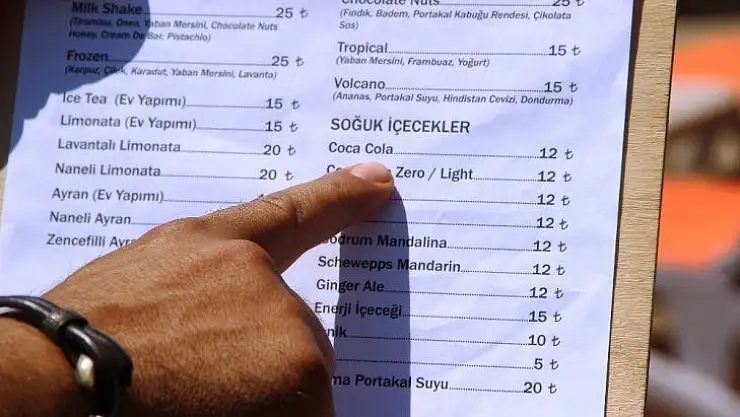 Milk Shake 25 ₺
(Tiramisu, Oreo, Yaban Mersini, Chocolate Nuts
Honey, Cream De Bar, Pistachio)
Frozen 25 ₺
(Karpuz, Çilek, Karadut, Yaban Mersini, Lavanta)
Ice Tea (Ev Yapımı) 15 ₺
Limonata (Ev Yapımı) 15 ₺
Lavantalı Limonata 20 ₺
Naneli Limonata 20 ₺
Ayran (Ev Yapımı)
Naneli Ayran
Zencefilli
Chocolate Nuts 25 ₺
(Fındık, Badem, Portakal Kabuğu Rendesi, Çikolata
Sos)
Tropical 15 ₺
(Yaban Mersini, Frambuaz, Yoğurt)
Volcano 15 ₺
(Ananas, Portakal Suyu, Hindistan Cevizi, Dondurma)
SOĞUK İÇECEKLER
Coca Cola 12 ₺
Zero / Light 12 ₺
12 ₺
12 ₺
Bodrum Mandalina 12 ₺
Schewepps Mandarin 12 ₺
Ginger Ale 12 ₺
Enerji İçeceği 15 ₺
10 ₺
5 ₺
Portakal Suyu 20 ₺